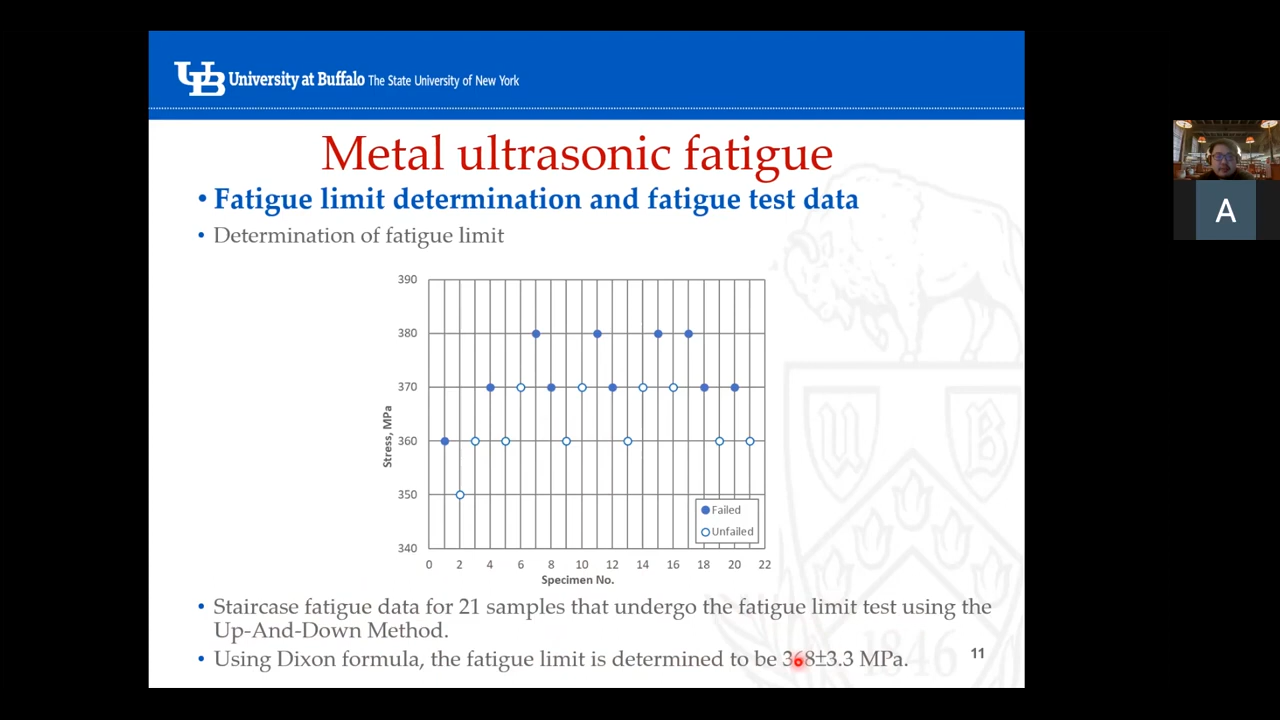 UB University at Buffalo The State University of New York
Metal ultrasonic fatigue
• Fatigue limit determination and fatigue test data
• Determination of fatigue limit
390
380
370
360
350
340
Stress, MPa
Failed
Unfailed
0 2 4 6 8 10 12 14 16 18 20 22
Specimen No.
• Staircase fatigue data for 21 samples that undergo the fatigue limit test using the
Up-And-Down Method.
• Using Dixon formula, the fatigue limit is determined to be 368±3.3 MPa.
11
1846
U
B
A